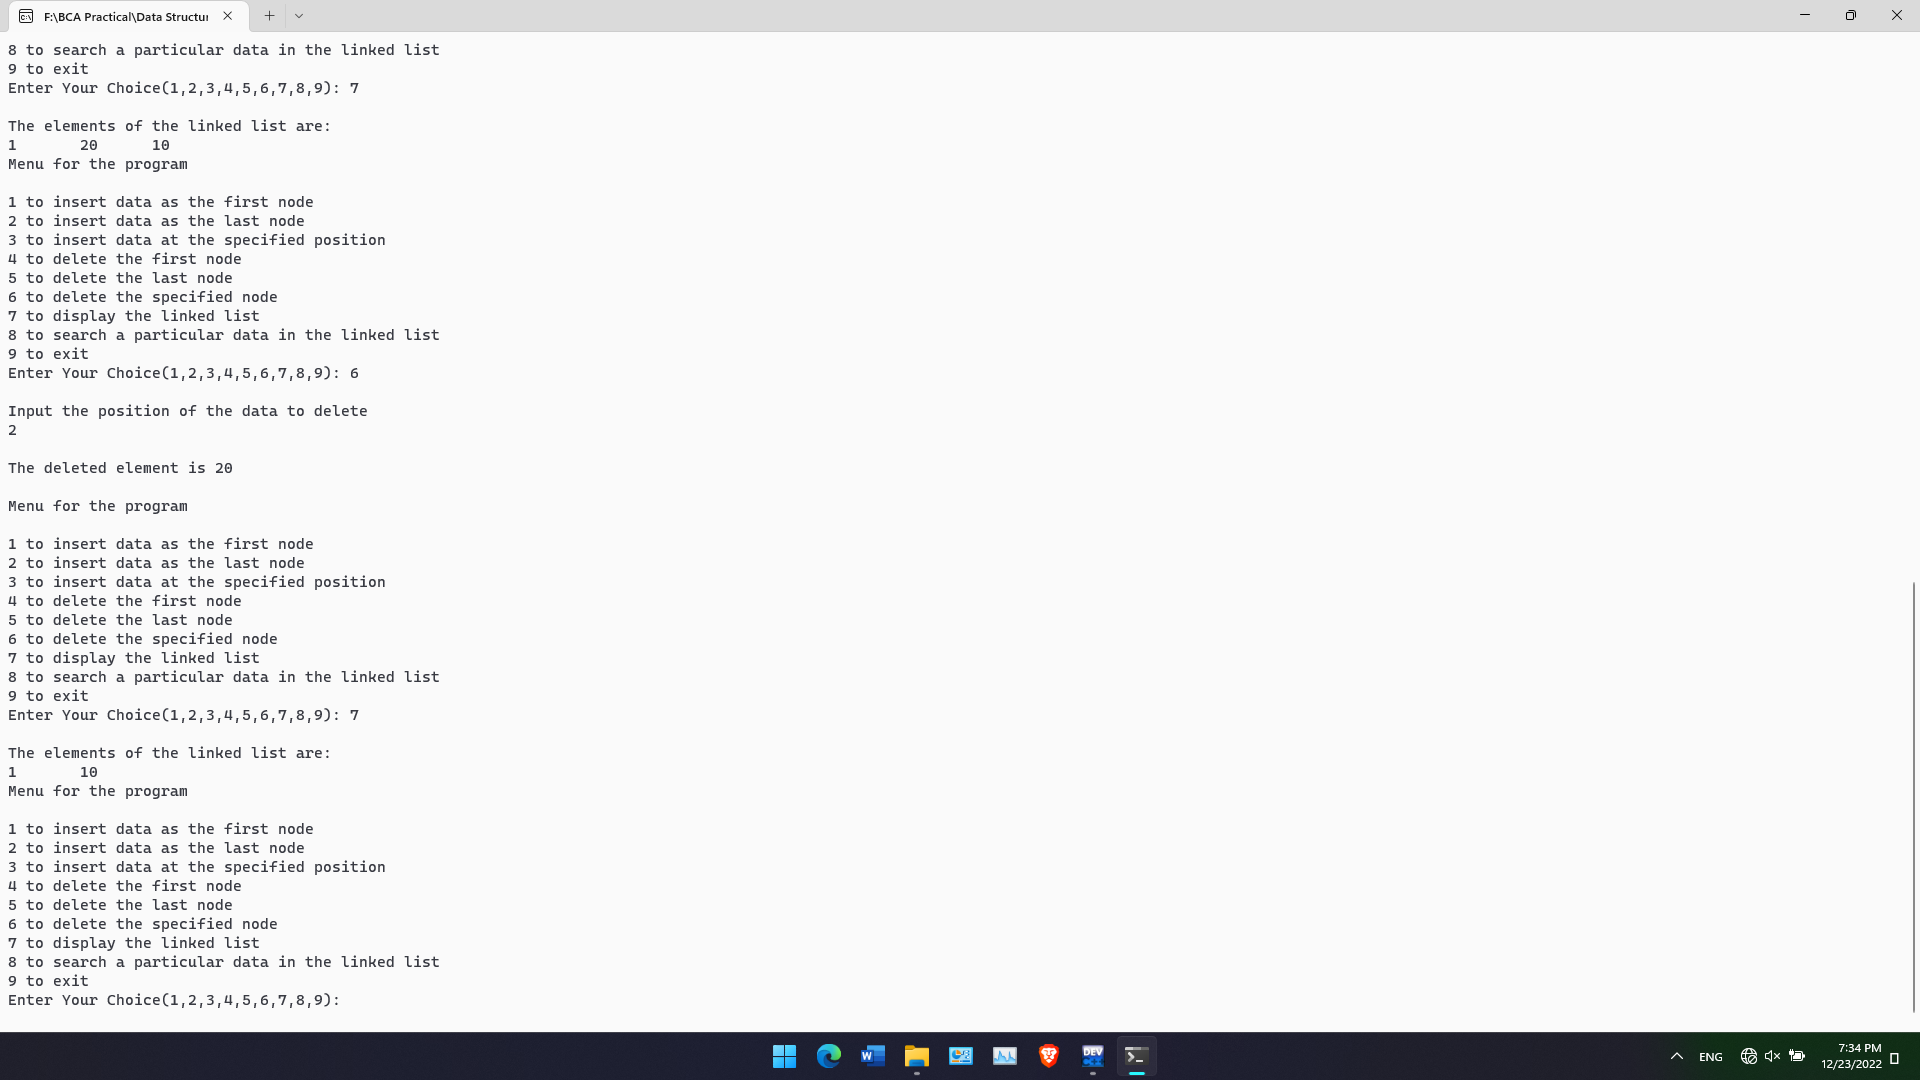 F:\BCA Practical\Data Structur
8 to search a particular data in the linked list
9 to exit
Enter Your Choice(1,2,3,4,5,6,7,8,9): 7
The elements of the linked list are:
1 20 10
Menu for the program
1 to insert data as the first node
2 to insert data as the last node
3 to insert data at the specified position
4 to delete the first node
5 to delete the last node
6 to delete the specified node
7 to display the linked list
8 to search a particular data in the linked list
9 to exit
Enter Your Choice(1,2,3,4,5,6,7,8,9): 6
Input the position of the data to delete
2
The deleted element is 20
Menu for the program
1 to insert data as the first node
2 to insert data as the last node
3 to insert data at the specified position
4 to delete the first node
5 to delete the last node
6 to delete the specified node
7 to display the linked list
8 to search a particular data in the linked list
9 to exit
Enter Your Choice(1,2,3,4,5,6,7,8,9): 7
The elements of the linked list are:
1 10
Menu for the program
1 to insert data as the first node
2 to insert data as the last node
3 to insert data at the specified position
4 to delete the first node
5 to delete the last node
6 to delete the specified node
7 to display the linked list
8 to search a particular data in the linked list
9 to exit
Enter Your Choice(1,2,3,4,5,6,7,8,9):
DEV
ENG
7:34 PM
12/23/2022